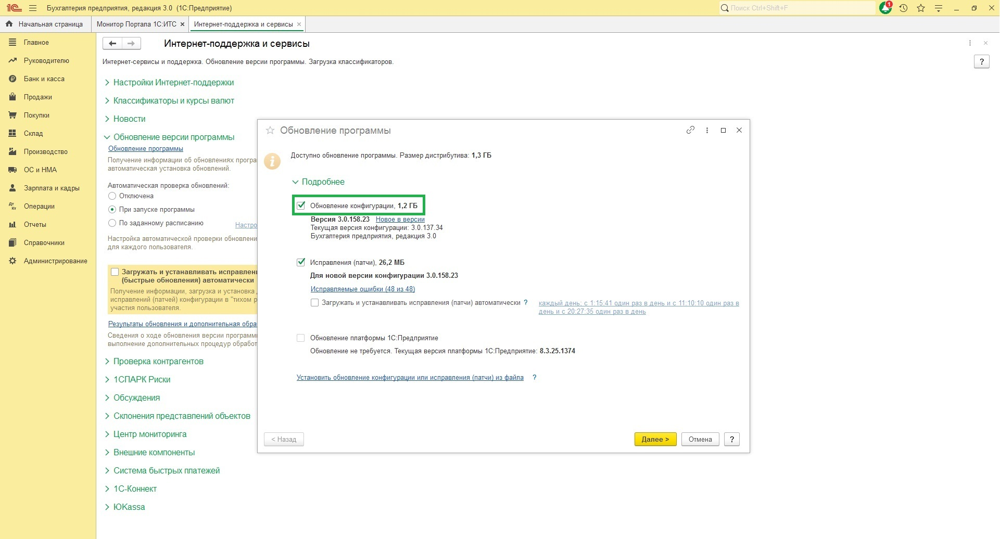 1С Бухгалтерия предприятия, редакция 3.0 (1С:Предприятие)
Поиск Ctrl+Shift+F
1
Начальная страница
Монитор Портала 1С:ИТС ×
Интернет-поддержка и сервисы ×
Главное
Руководителю
Банк и касса
Продажи
Покупки
Склад
Производство
ОС и НМА
Зарплата и кадры
Дт Кт Операции
Отчеты
Справочники
Администрирование
Интернет-поддержка и сервисы
Интернет-сервисы и поддержка. Обновление версии программы. Загрузка классификаторов.
?
Настройки Интернет-поддержки
Классификаторы и курсы валют
Новости
Обновление версии программы
Обновление программы
Получение информации об обновлениях програ
автоматическая установка обновлений.
Автоматическая проверка обновлений:
Отключена
При запуске программы
По заданному расписанию
Настро
Настройка автоматической проверки обновлени
для каждого пользователя.
Загружать и устанавливать исправлени
(быстрые обновления) автоматически
Получение информации, загрузка и установка
исправлений (патчей) конфигурации в "тихом р
участия пользователя.
Результаты обновления и дополнительная обра
Сведения о ходе обновления версии программ
выполнение дополнительных процедур обработ
Проверка контрагентов
1СПАРК Риски
Обсуждения
Склонения представлений объектов
Центр мониторинга
Внешние компоненты
Система быстрых платежей
1С-Коннект
ЮKassa
Обновление программы
Доступно обновление программы. Размер дистрибутива: 1,3 ГБ
Подробнее
Обновление конфигурации, 1,2 ГБ
Версия 3.0.158.23 Новое в версии
Текущая версия конфигурации: 3.0.137.34
Бухгалтерия предприятия, редакция 3.0
Исправления (патчи), 26,2 МБ
Для новой версии конфигурации 3.0.158.23
Исправляемые ошибки (48 из 48)
Загружать и устанавливать исправления (патчи) автоматически ?
каждый день; с 1:15:41 один раз в день и с 11:10:10 один раз в
день и с 20:27:35 один раз в день
Обновление платформы 1С:Предприятие
Обновление не требуется. Текущая версия платформы 1С:Предприятие: 8.3.25.1374
Установить обновление конфигурации или исправления (патчи) из файла ?
< Назад
Далее >
Отмена
?